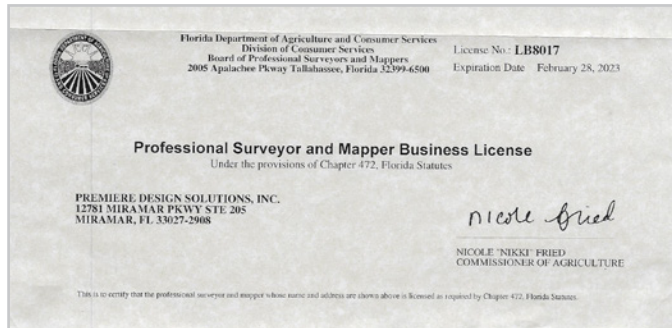 Florida Department of Agriculture and Consumer Services
Division of Consumer Services
Board of Professional Surveyors and Mappers
2005 Apalachee Pkway Tallahassee, Florida 32399-6500
License No.: LB8017
Expiration Date February 28, 2023
Professional Surveyor and Mapper Business License
Under the provisions of Chapter 472, Florida Statutes
PREMIERE DESIGN SOLUTIONS, INC.
12781 MIRAMAR PKWY STE 205
MIRAMAR, FL 33027-2908
nicole fried
NICOLE "NIKKI" FRIED
COMMISSIONER OF AGRICULTURE
This is to certify that the professional surveyor and mapper whose name and address are shown above is licensed as required by Chapter 472, Florida Statutes.